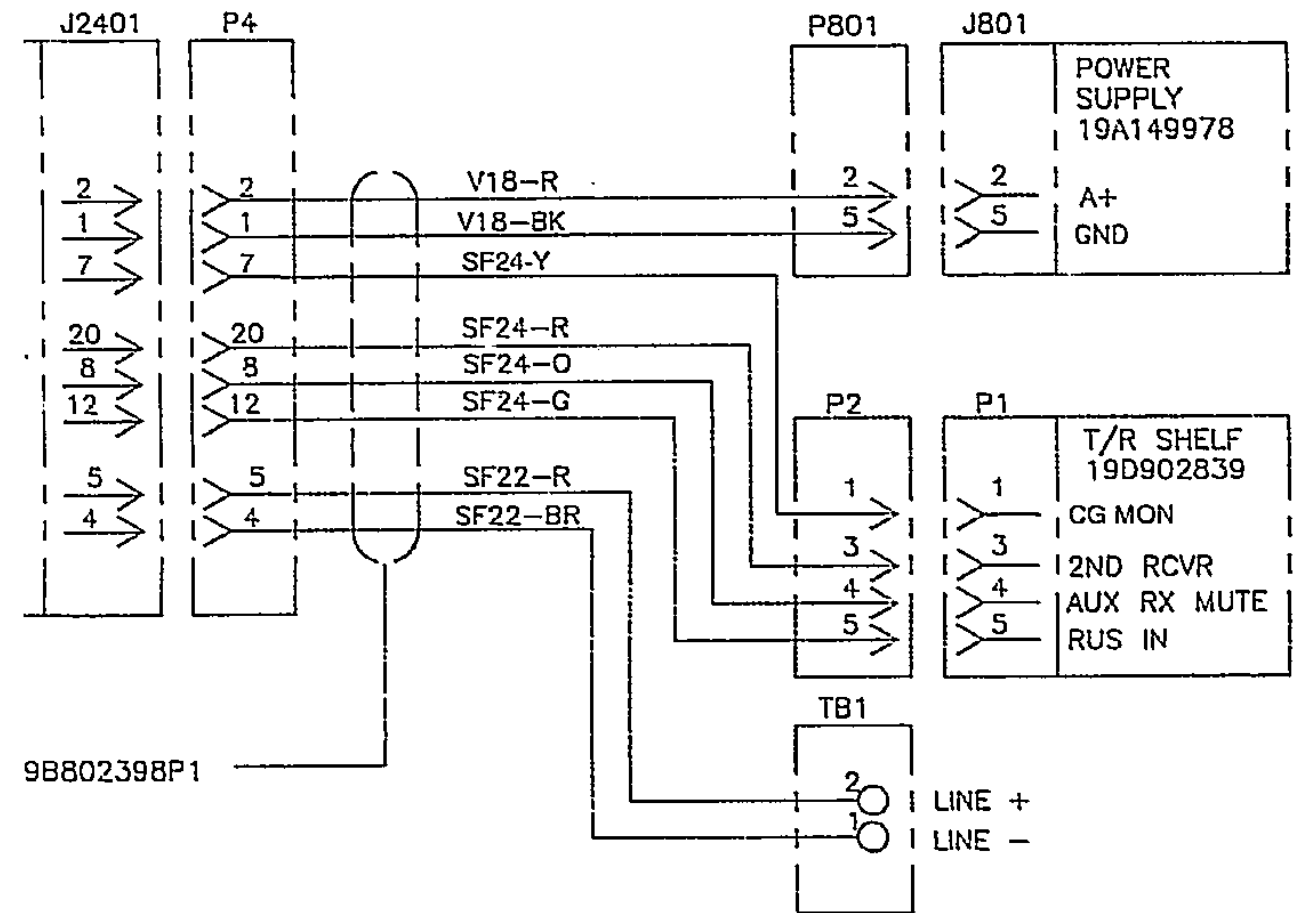 J2401 P4 P801 J801
POWER
SUPPLY
19A149978
2 2 V18-R 2 2 A+
1 1 V18-BK 5 5 GND
7 7 SF24-Y
20 20 SF24-R
8 8 SF24-O
12 12 SF24-G
P2 P1
T/R SHELF
19D902839
5 5 SF22-R
4 4 SF22-BR
1 1 CG MON
3 3 2ND RCVR
4 4 AUX RX MUTE
5 5 RUS IN
TB1
9B802398P1
2 LINE +
1 LINE -